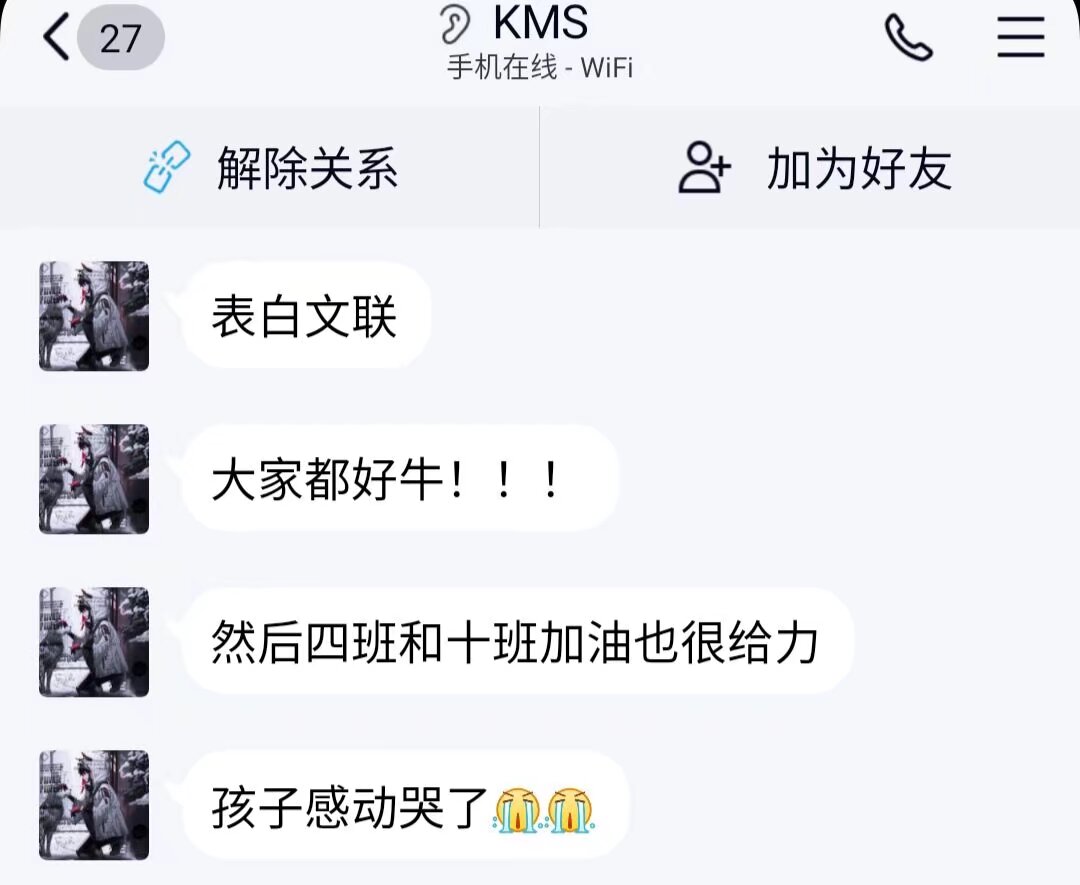 27
KMS
手机在线 - WiFi
解除关系
加为好友
表白文联
大家都好牛！！！
然后四班和十班加油也很给力
孩子感动哭了😭😭